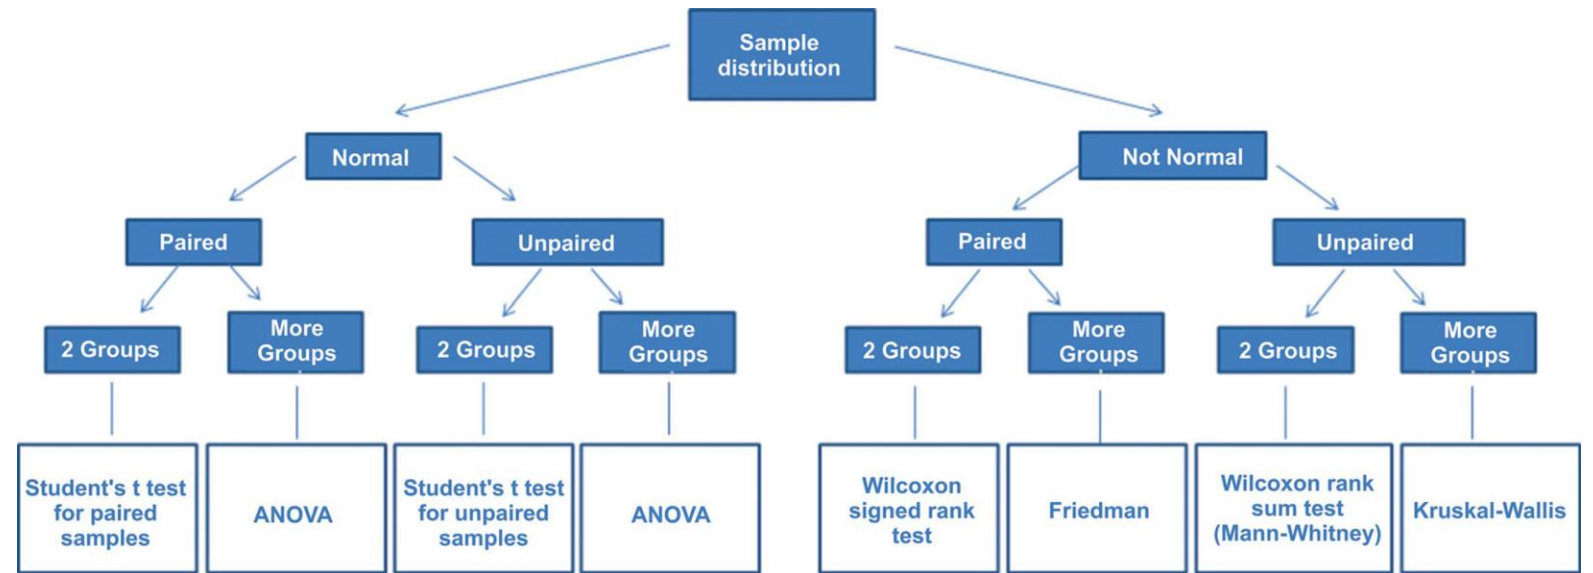 Sample
distribution
Normal
Not Normal
Paired
Unpaired
Paired
Unpaired
2 Groups
More
Groups
2 Groups
More
Groups
2 Groups
More
Groups
2 Groups
More
Groups
Student's t test
for paired
samples
ANOVA
Student's t test
for unpaired
samples
ANOVA
Wilcoxon
signed rank
test
Friedman
Wilcoxon rank
sum test
(Mann-Whitney)
Kruskal-Wallis